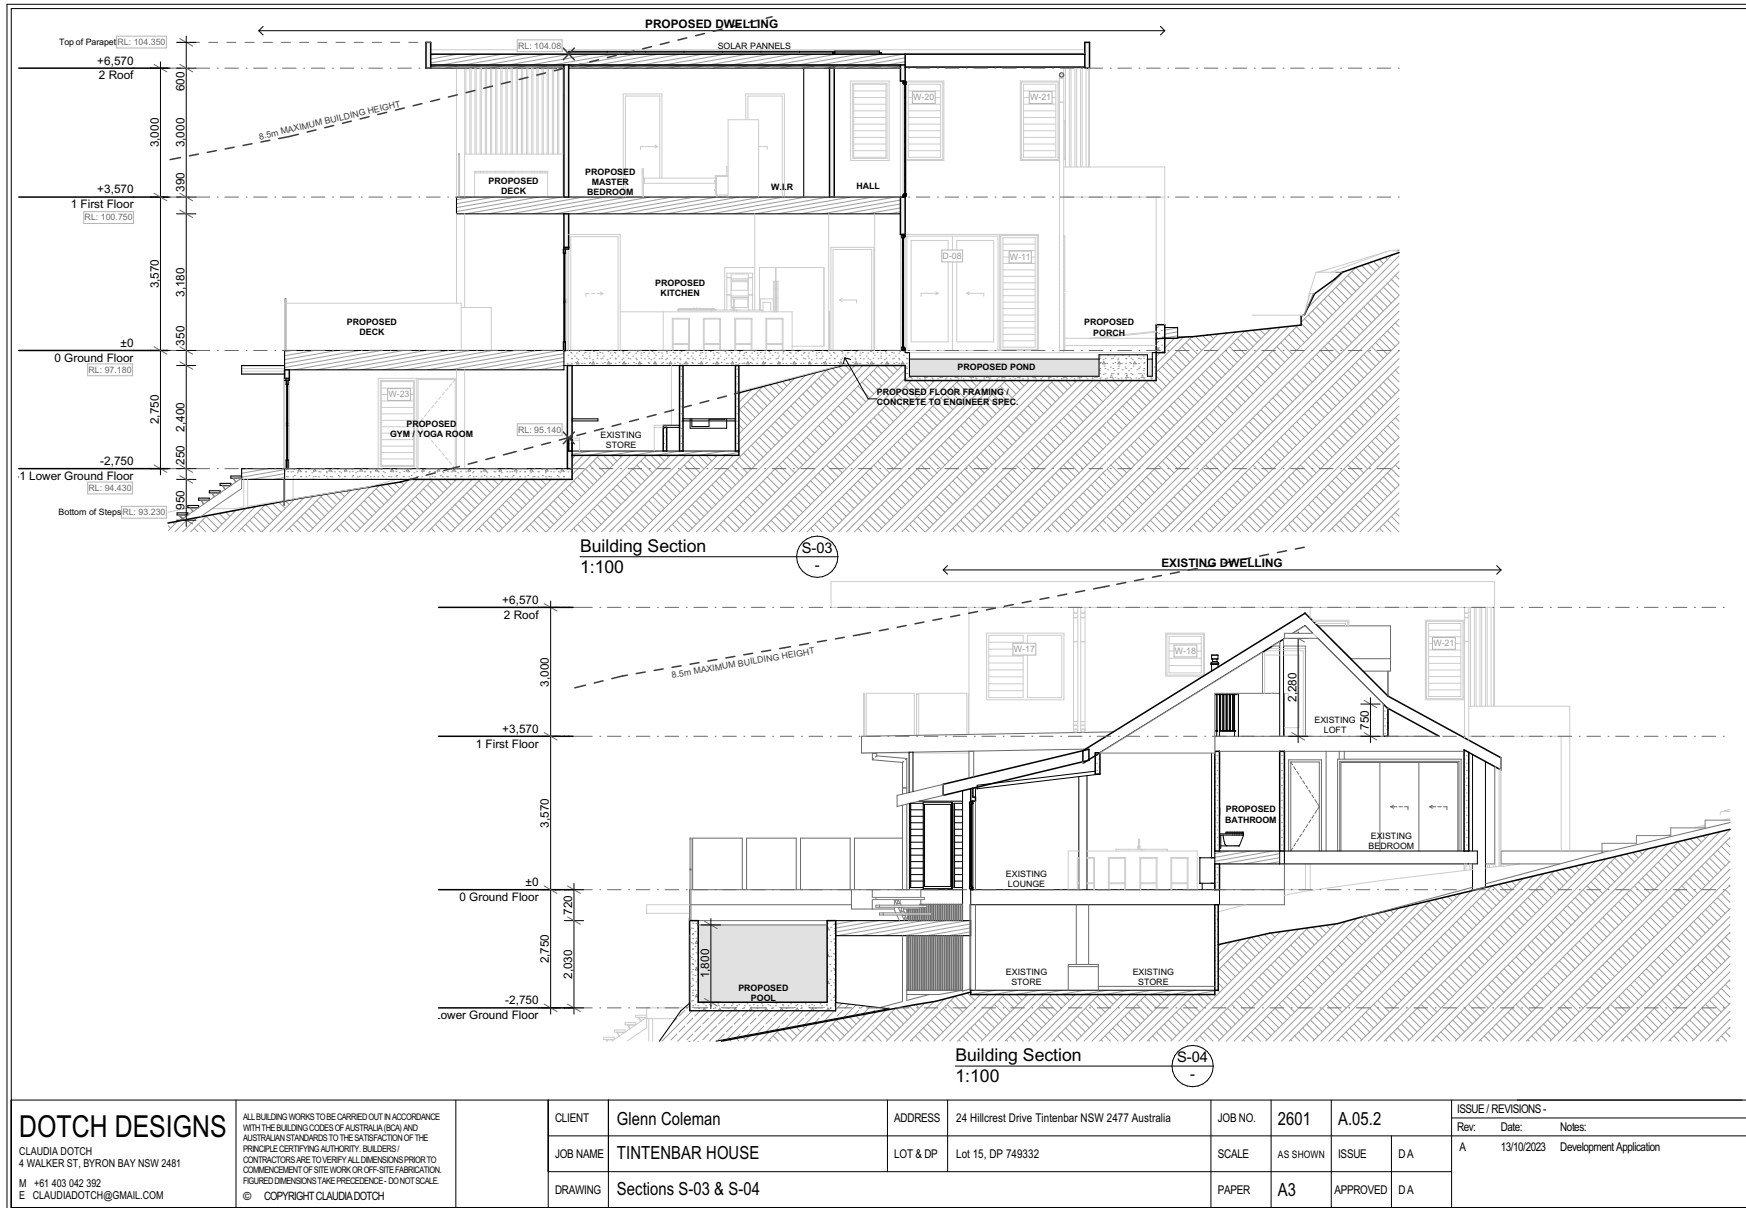 PROPOSED DWELLING
Top of Parapet RL: 104.350
RL: 104.08
SOLAR PANNELS
+6,570
2 Roof
600
8.5m MAXIMUM BUILDING HEIGHT
W-20
W-21
3,000
3,000
PROPOSED
DECK
PROPOSED
MASTER
BEDROOM
W.I.R
HALL
390
+3,570
1 First Floor
RL: 100.750
3,570
3,180
D-08
W-11
PROPOSED
KITCHEN
PROPOSED
DECK
PROPOSED
PORCH
350
±0
0 Ground Floor
RL: 97.180
PROPOSED POND
PROPOSED FLOOR FRAMING /
CONCRETE TO ENGINEER SPEC.
2,750
2,400
W-23
PROPOSED
GYM / YOGA ROOM
RL: 95.140
EXISTING
STORE
250
-2,750
1 Lower Ground Floor
RL: 94.430
950
Bottom of Steps RL: 93.230
Building Section
1:100
S-03
-
EXISTING DWELLING
+6,570
2 Roof
8.5m MAXIMUM BUILDING HEIGHT
W-17
W-18
W-21
3,000
2,280
750
EXISTING
LOFT
+3,570
1 First Floor
3,570
PROPOSED
BATHROOM
EXISTING
BEDROOM
EXISTING
LOUNGE
±0
0 Ground Floor
720
2,750
2,030
1,800
PROPOSED
POOL
EXISTING
STORE
EXISTING
STORE
-2,750
ower Ground Floor
Building Section
1:100
S-04
-
DOTCH DESIGNS
CLAUDIA DOTCH
4 WALKER ST, BYRON BAY NSW 2481
M +61 403 042 392
E CLAUDIADOTCH@GMAIL.COM
ALL BUILDING WORKS TO BE CARRIED OUT IN ACCORDANCE
WITH THE BUILDING CODES OF AUSTRALIA (BCA) AND
AUSTRALIAN STANDARDS TO THE SATISFACTION OF THE
PRINCIPLE CERTIFYING AUTHORITY. BUILDERS /
CONTRACTORS ARE TO VERIFY ALL DIMENSIONS PRIOR TO
COMMENCEMENT OF SITE WORK OR OFF-SITE FABRICATION.
FIGURED DIMENSIONS TAKE PRECEDENCE - DO NOT SCALE.
© COPYRIGHT CLAUDIA DOTCH
CLIENT Glenn Coleman
JOB NAME TINTENBAR HOUSE
DRAWING Sections S-03 & S-04
ADDRESS 24 Hillcrest Drive Tintenbar NSW 2477 Australia
LOT & DP Lot 15, DP 749332
JOB NO. 2601 A.05.2
SCALE AS SHOWN ISSUE DA
PAPER A3 APPROVED DA
ISSUE / REVISIONS -
Rev: Date: Notes:
A 13/10/2023 Development Application